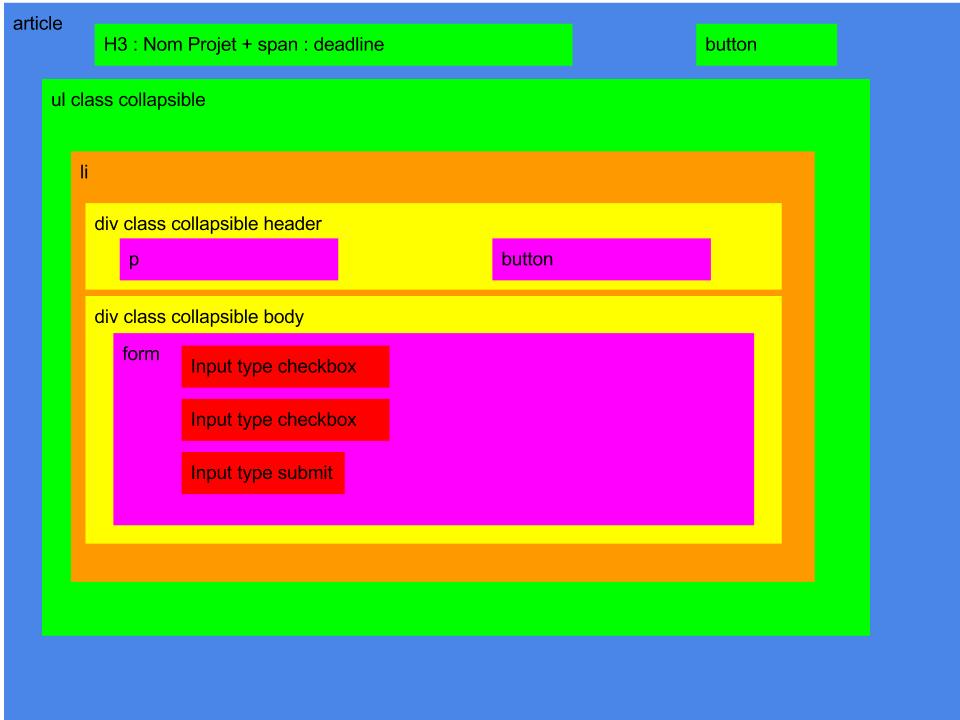 article
H3 : Nom Projet + span : deadline
button
ul class collapsible
li
div class collapsible header
p
button
div class collapsible body
form
Input type checkbox
Input type checkbox
Input type submit